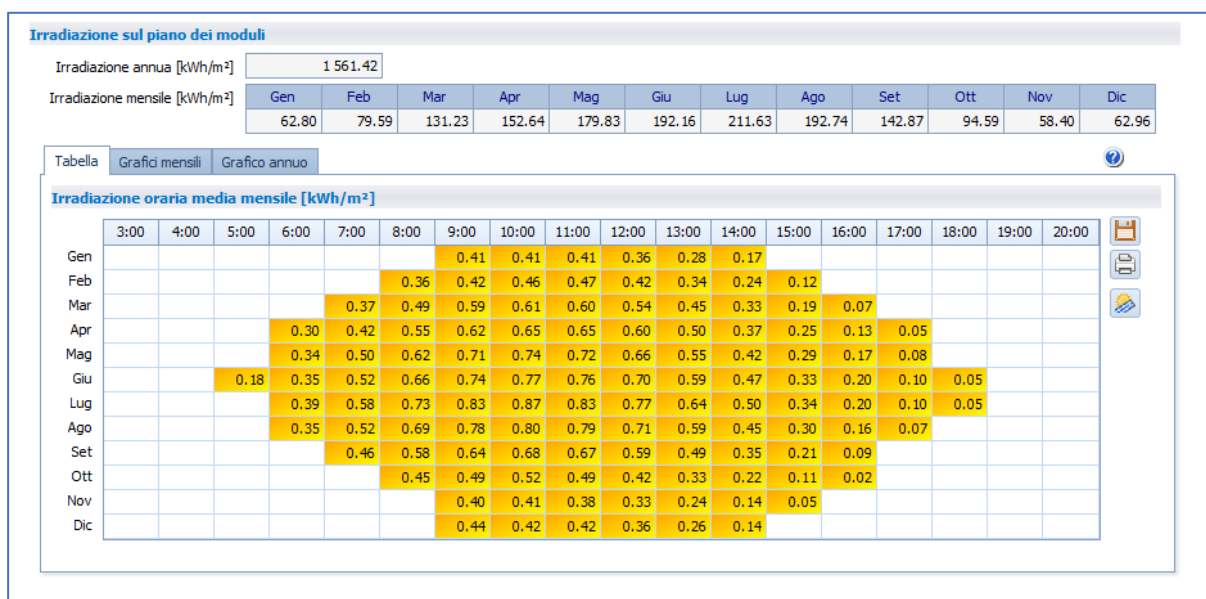 Irradiazione sul piano dei moduli
Irradiazione annua [kWh/m²] 1 561.42
Irradiazione mensile [kWh/m²] Gen Feb Mar Apr Mag Giu Lug Ago Set Ott Nov Dic
62.80 79.59 131.23 152.64 179.83 192.16 211.63 192.74 142.87 94.59 58.40 62.96
Tabella Grafici mensili Grafico annuo ?
Irradiazione oraria media mensile [kWh/m²]
3:00 4:00 5:00 6:00 7:00 8:00 9:00 10:00 11:00 12:00 13:00 14:00 15:00 16:00 17:00 18:00 19:00 20:00
Gen 0.41 0.41 0.41 0.36 0.28 0.17
Feb 0.36 0.42 0.46 0.47 0.42 0.34 0.24 0.12
Mar 0.37 0.49 0.59 0.61 0.60 0.54 0.45 0.33 0.19 0.07
Apr 0.30 0.42 0.55 0.62 0.65 0.65 0.60 0.50 0.37 0.25 0.13 0.05
Mag 0.34 0.50 0.62 0.71 0.74 0.72 0.66 0.55 0.42 0.29 0.17 0.08
Giu 0.18 0.35 0.52 0.66 0.74 0.77 0.76 0.70 0.59 0.47 0.33 0.20 0.10 0.05
Lug 0.39 0.58 0.73 0.83 0.87 0.83 0.77 0.64 0.50 0.34 0.20 0.10 0.05
Ago 0.35 0.52 0.69 0.78 0.80 0.79 0.71 0.59 0.45 0.30 0.16 0.07
Set 0.46 0.58 0.64 0.68 0.67 0.59 0.49 0.35 0.21 0.09
Ott 0.45 0.49 0.52 0.49 0.42 0.33 0.22 0.11 0.02
Nov 0.40 0.41 0.38 0.33 0.24 0.14 0.05
Dic 0.44 0.42 0.42 0.36 0.26 0.14